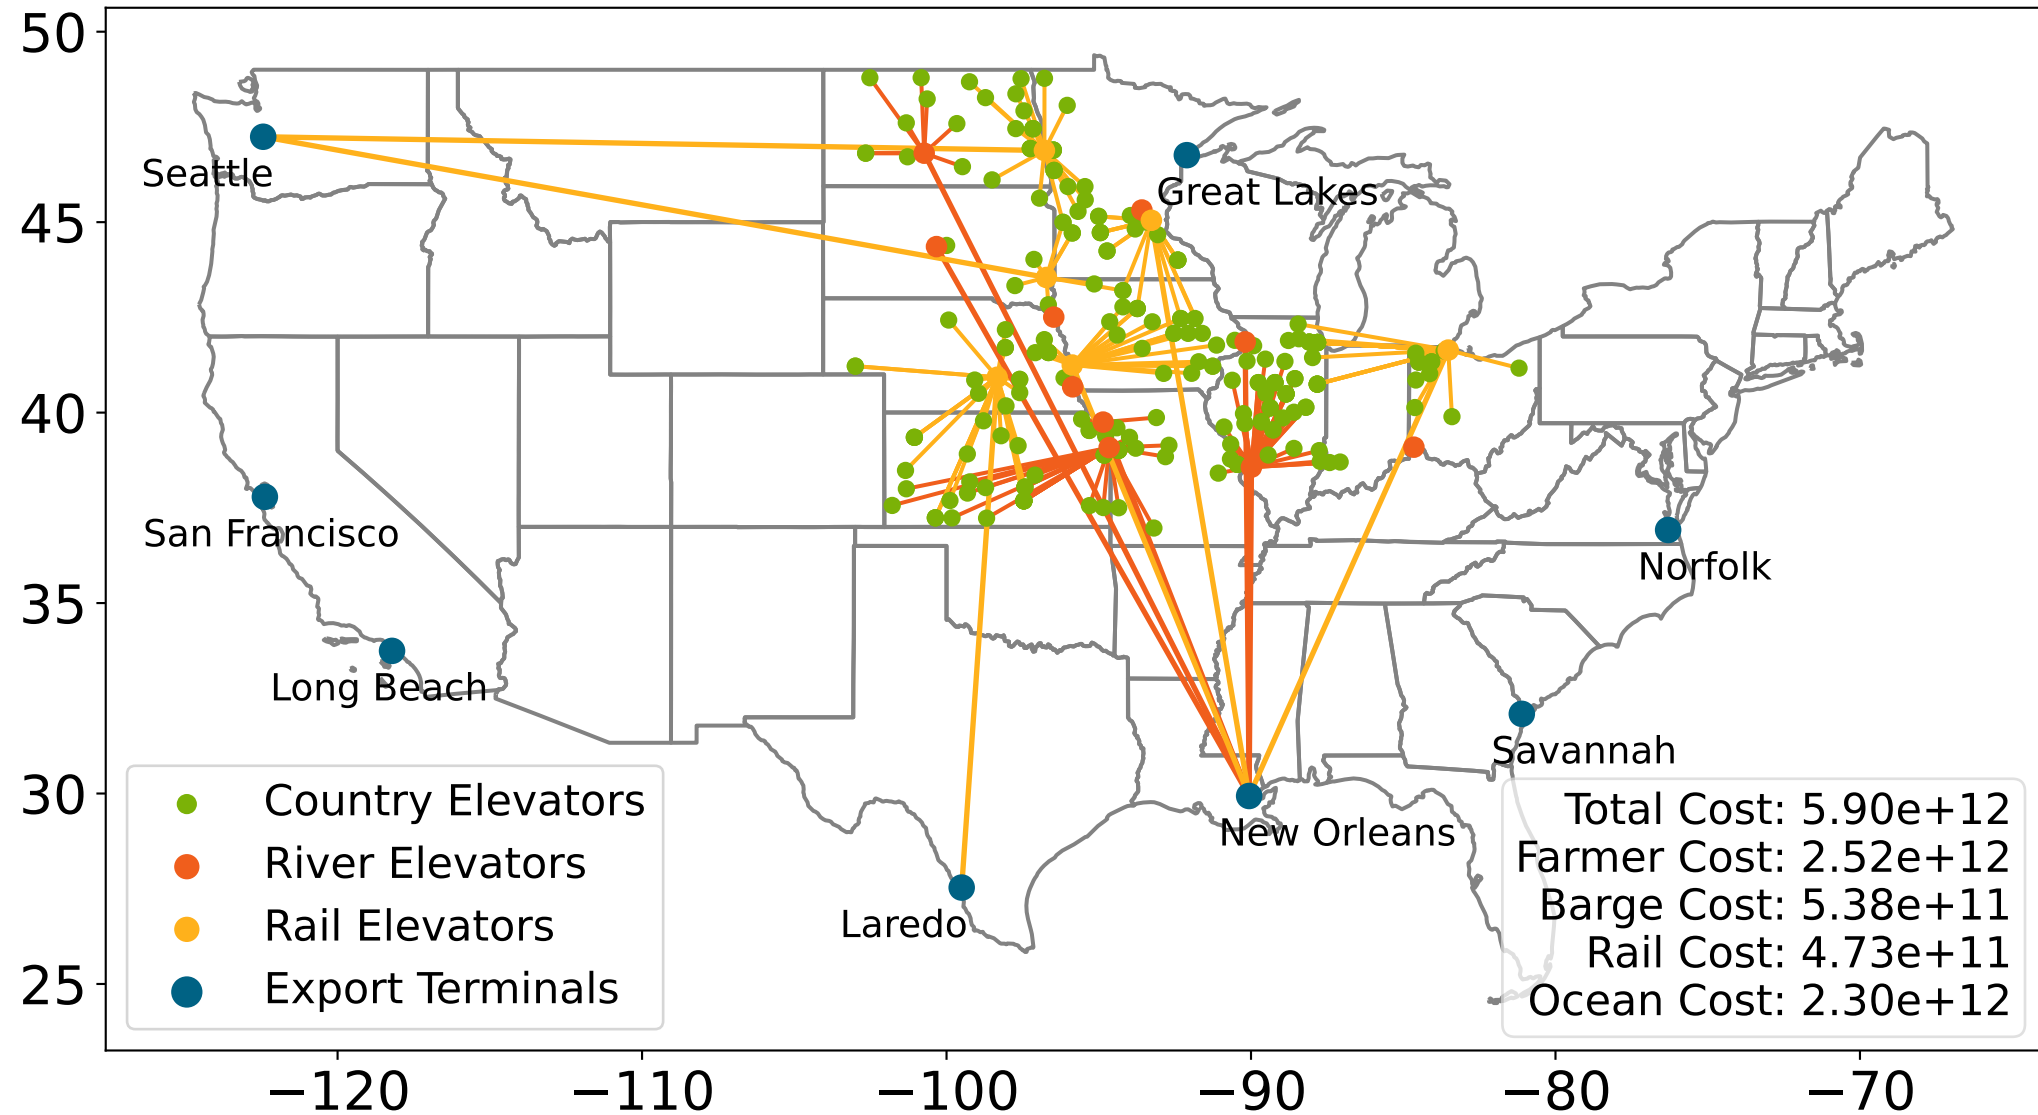 50
45
40
35
30
25
−120
−110
−100
−90
−80
−70
Seattle
Great Lakes
San Francisco
Norfolk
Long Beach
Savannah
New Orleans
Laredo
Country Elevators
River Elevators
Rail Elevators
Export Terminals
Total Cost: 5.90e+12
Farmer Cost: 2.52e+12
Barge Cost: 5.38e+11
Rail Cost: 4.73e+11
Ocean Cost: 2.30e+12